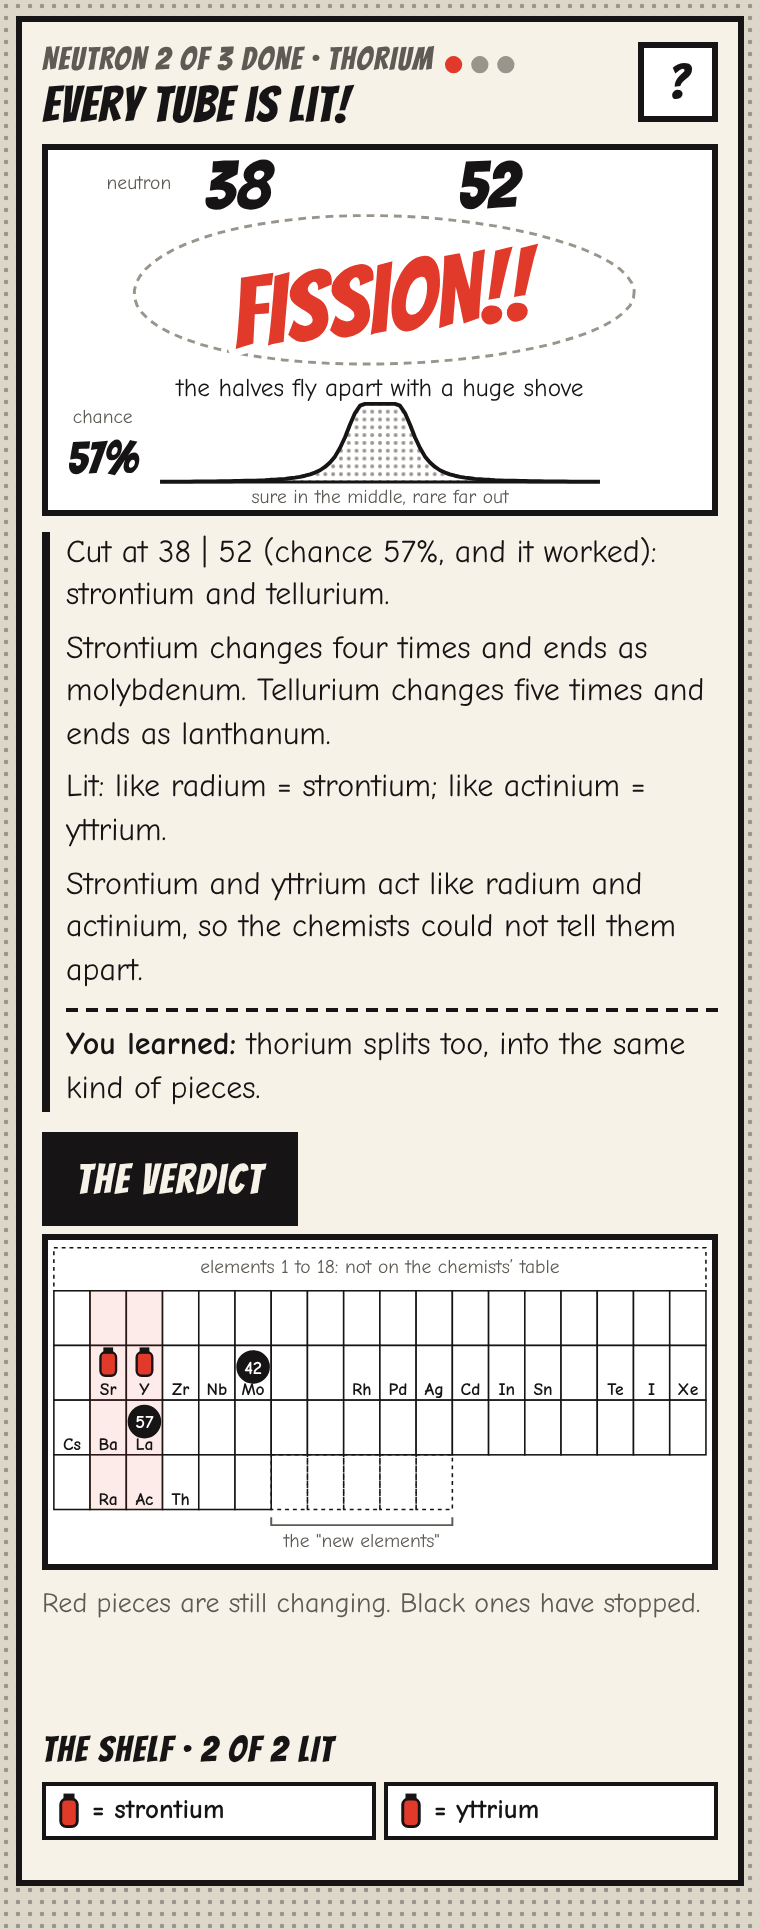 NEUTRON 2 OF 3 DONE · THORIUM
EVERY TUBE IS LIT!
?
neutron
38
52
FISSION!!
the halves fly apart with a huge shove
chance
57%
sure in the middle, rare far out
Cut at 38 | 52 (chance 57%, and it worked):
strontium and tellurium.
Strontium changes four times and ends as
molybdenum. Tellurium changes five times and
ends as lanthanum.
Lit: like radium = strontium; like actinium =
yttrium.
Strontium and yttrium act like radium and
actinium, so the chemists could not tell them
apart.
You learned: thorium splits too, into the same
kind of pieces.
THE VERDICT
elements 1 to 18: not on the chemists' table
42
Sr Y Zr Nb Mo Rh Pd Ag Cd In Sn Te I Xe
57
Cs Ba La
Ra Ac Th
the "new elements"
Red pieces are still changing. Black ones have stopped.
THE SHELF · 2 OF 2 LIT
= strontium
= yttrium